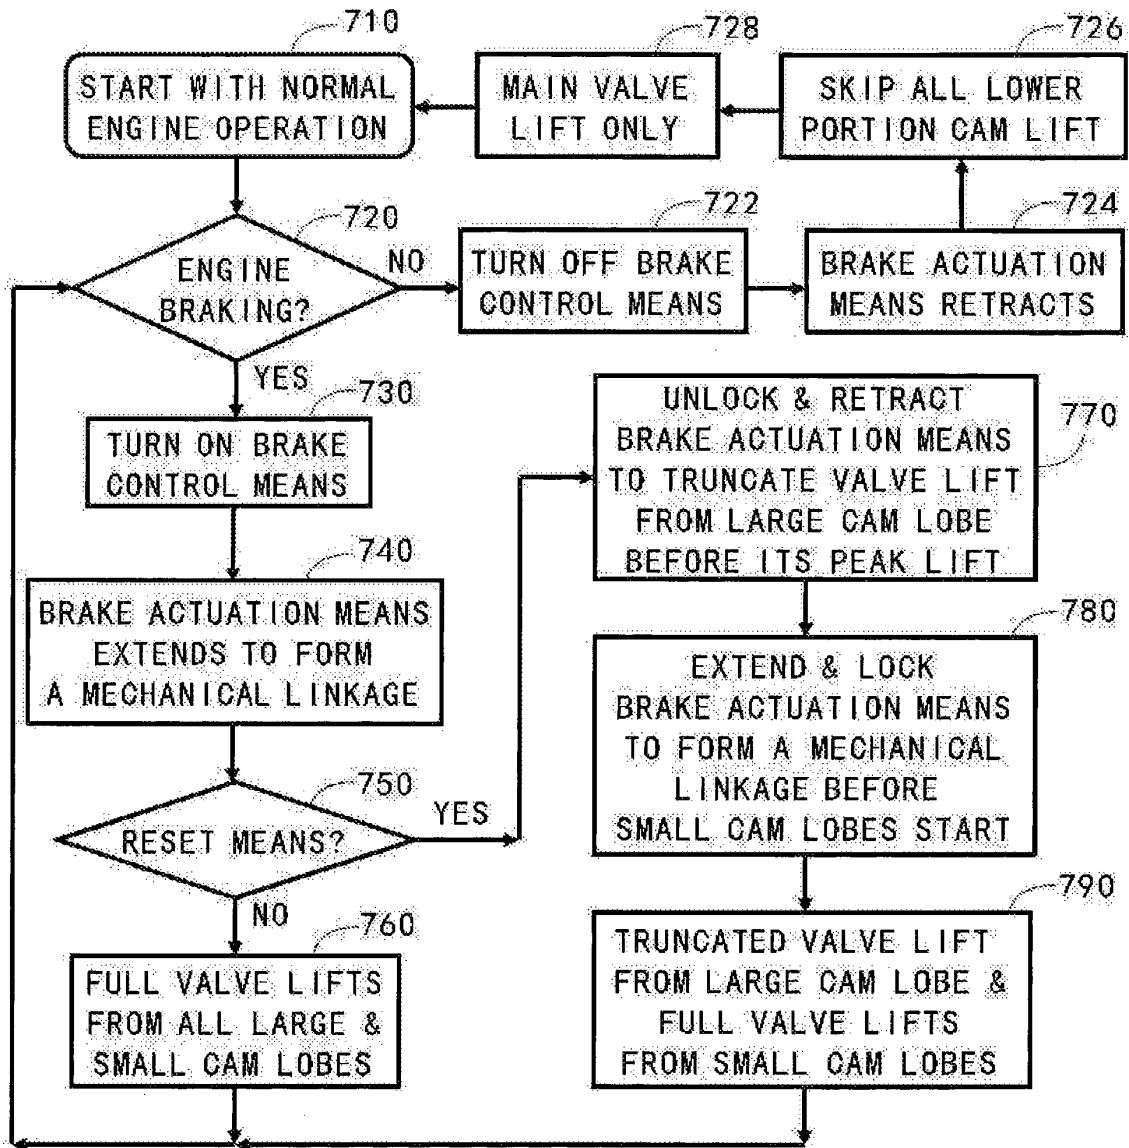 710
START WITH NORMAL
ENGINE OPERATION
728
MAIN VALVE
LIFT ONLY
726
SKIP ALL LOWER
PORTION CAM LIFT
720
ENGINE
BRAKING?
NO
722
TURN OFF BRAKE
CONTROL MEANS
724
BRAKE ACTUATION
MEANS RETRACTS
YES
730
TURN ON BRAKE
CONTROL MEANS
740
BRAKE ACTUATION MEANS
EXTENDS TO FORM
A MECHANICAL LINKAGE
750
RESET MEANS?
YES
NO
760
FULL VALVE LIFTS
FROM ALL LARGE &
SMALL CAM LOBES
770
UNLOCK & RETRACT
BRAKE ACTUATION MEANS
TO TRUNCATE VALVE LIFT
FROM LARGE CAM LOBE
BEFORE ITS PEAK LIFT
780
EXTEND & LOCK
BRAKE ACTUATION MEANS
TO FORM A MECHANICAL
LINKAGE BEFORE
SMALL CAM LOBES START
790
TRUNCATED VALVE LIFT
FROM LARGE CAM LOBE &
FULL VALVE LIFTS
FROM SMALL CAM LOBES